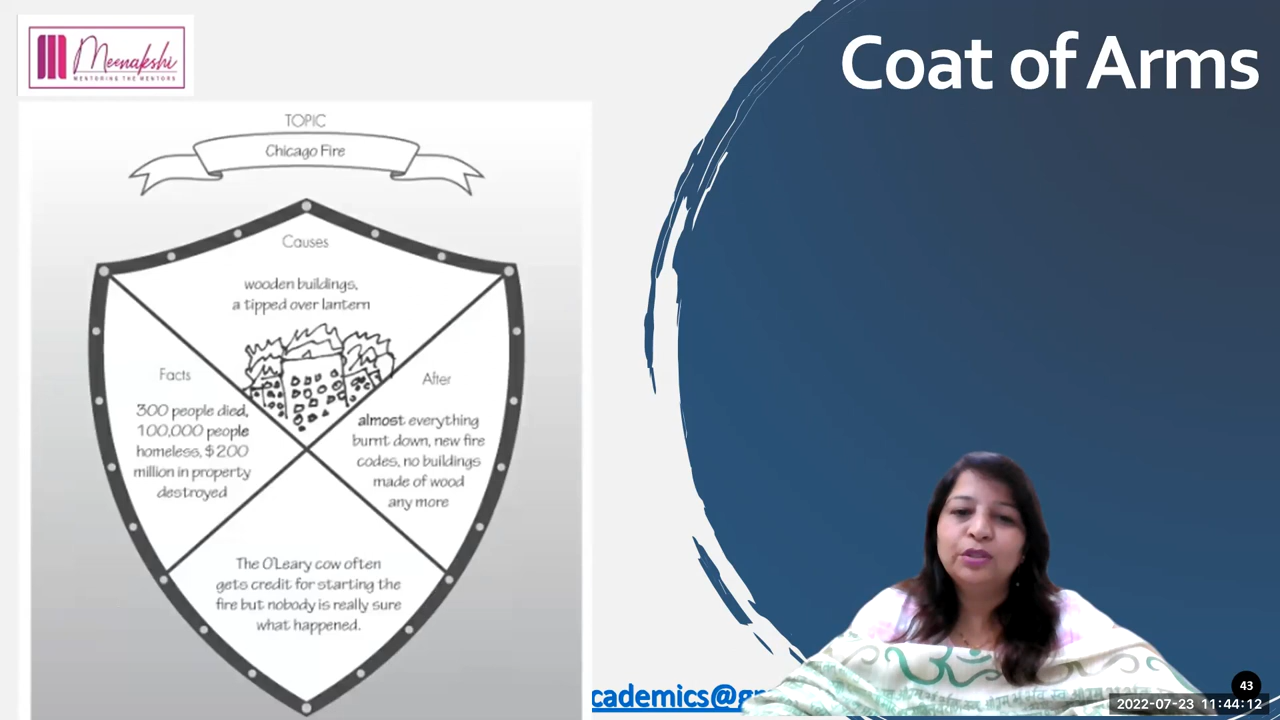 Meenakshi
MENTORING THE MENTORS
Coat of Arms
TOPIC
Chicago Fire
Causes
wooden buildings,
a tipped over lantern
Facts
300 people died,
100,000 people
homeless, $200
million in property
destroyed
After
almost everything
burnt down, new fire
codes, no buildings
made of wood
any more
The O'Leary cow often
gets credit for starting the
fire but nobody is really sure
what happened.
cademics@gm
43
2022-07-23 11:44:12